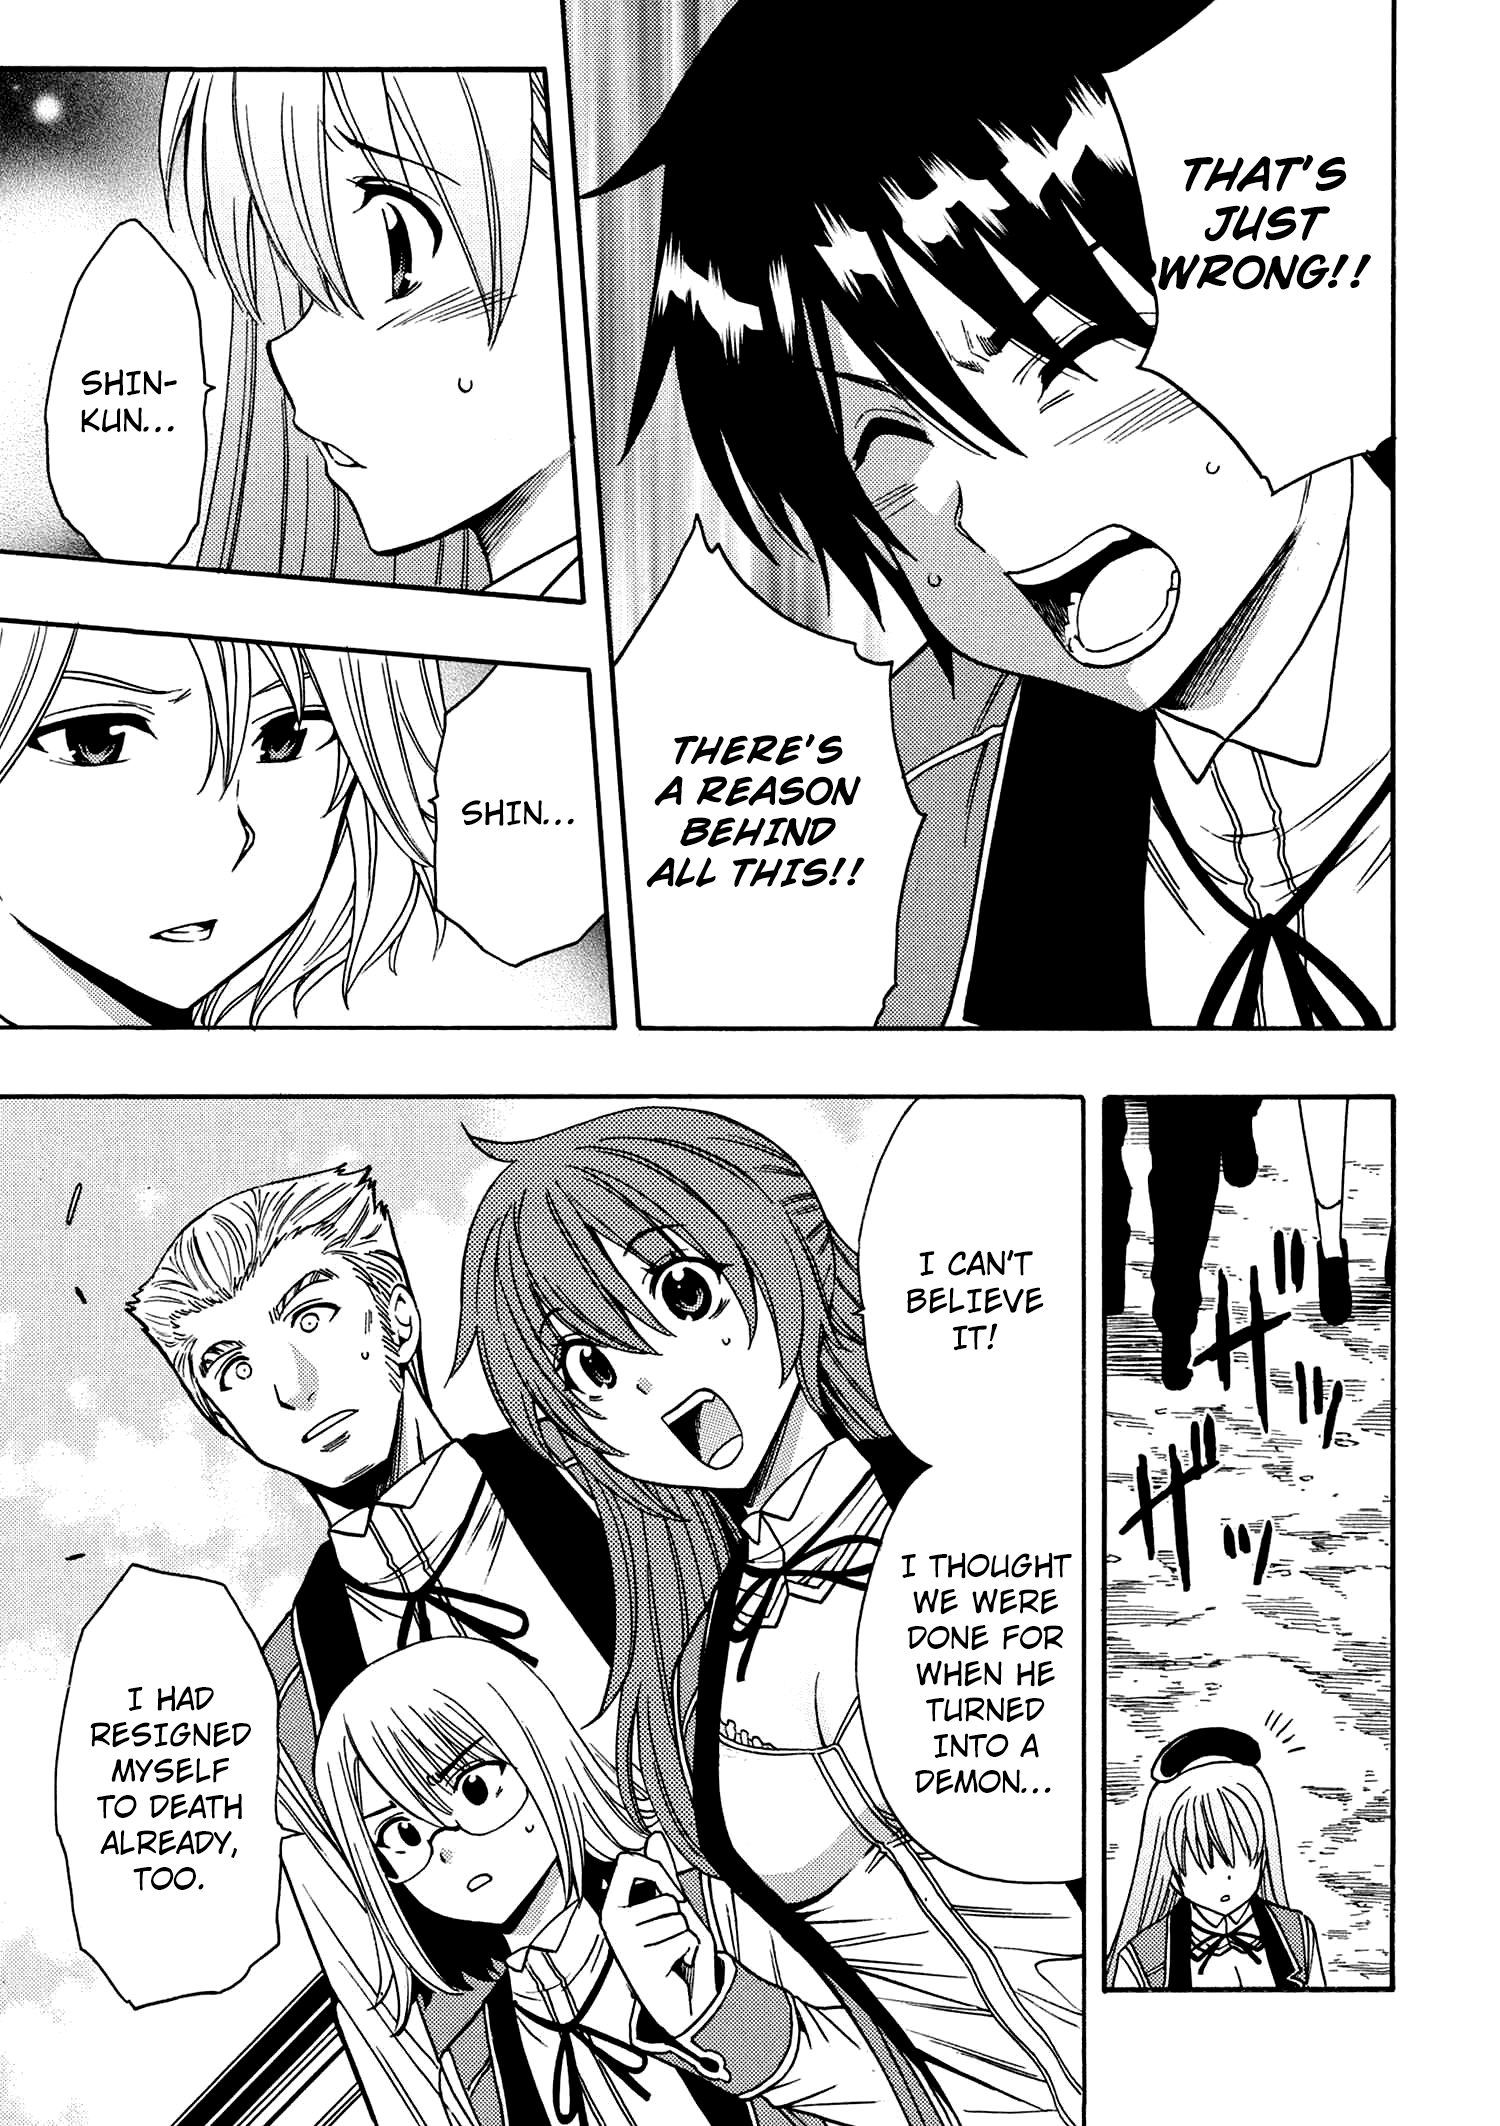 THAT'S
JUST
WRONG!!
THERE'S
A REASON
BEHIND
ALL THIS!!
SHIN-
KUN...
SHIN...
ザッ
ザッ
I CAN'T
BELIEVE
IT!
I THOUGHT
WE WERE
DONE FOR
WHEN HE
TURNED
INTO A
DEMON...
I HAD
RESIGNED
MYSELF
TO DEATH
ALREADY,
TOO.